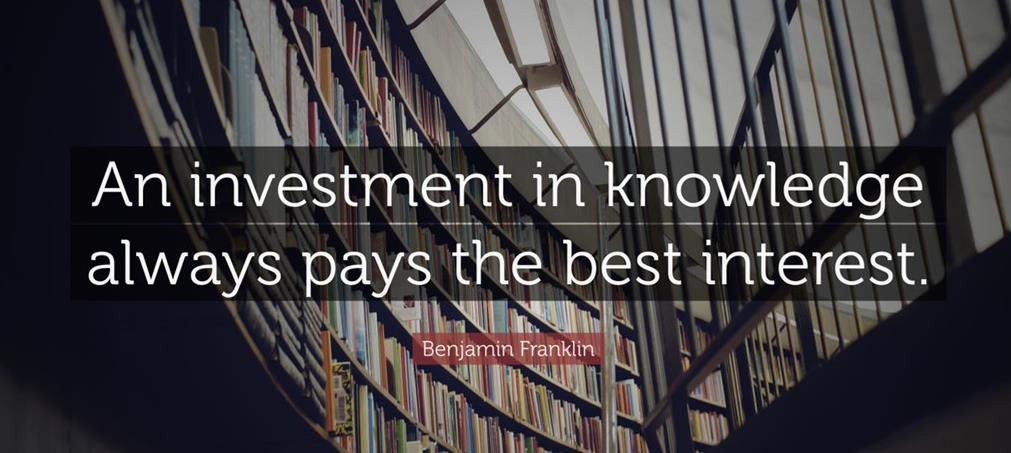 An investment in knowledge
always pays the best interest.
Benjamin Franklin